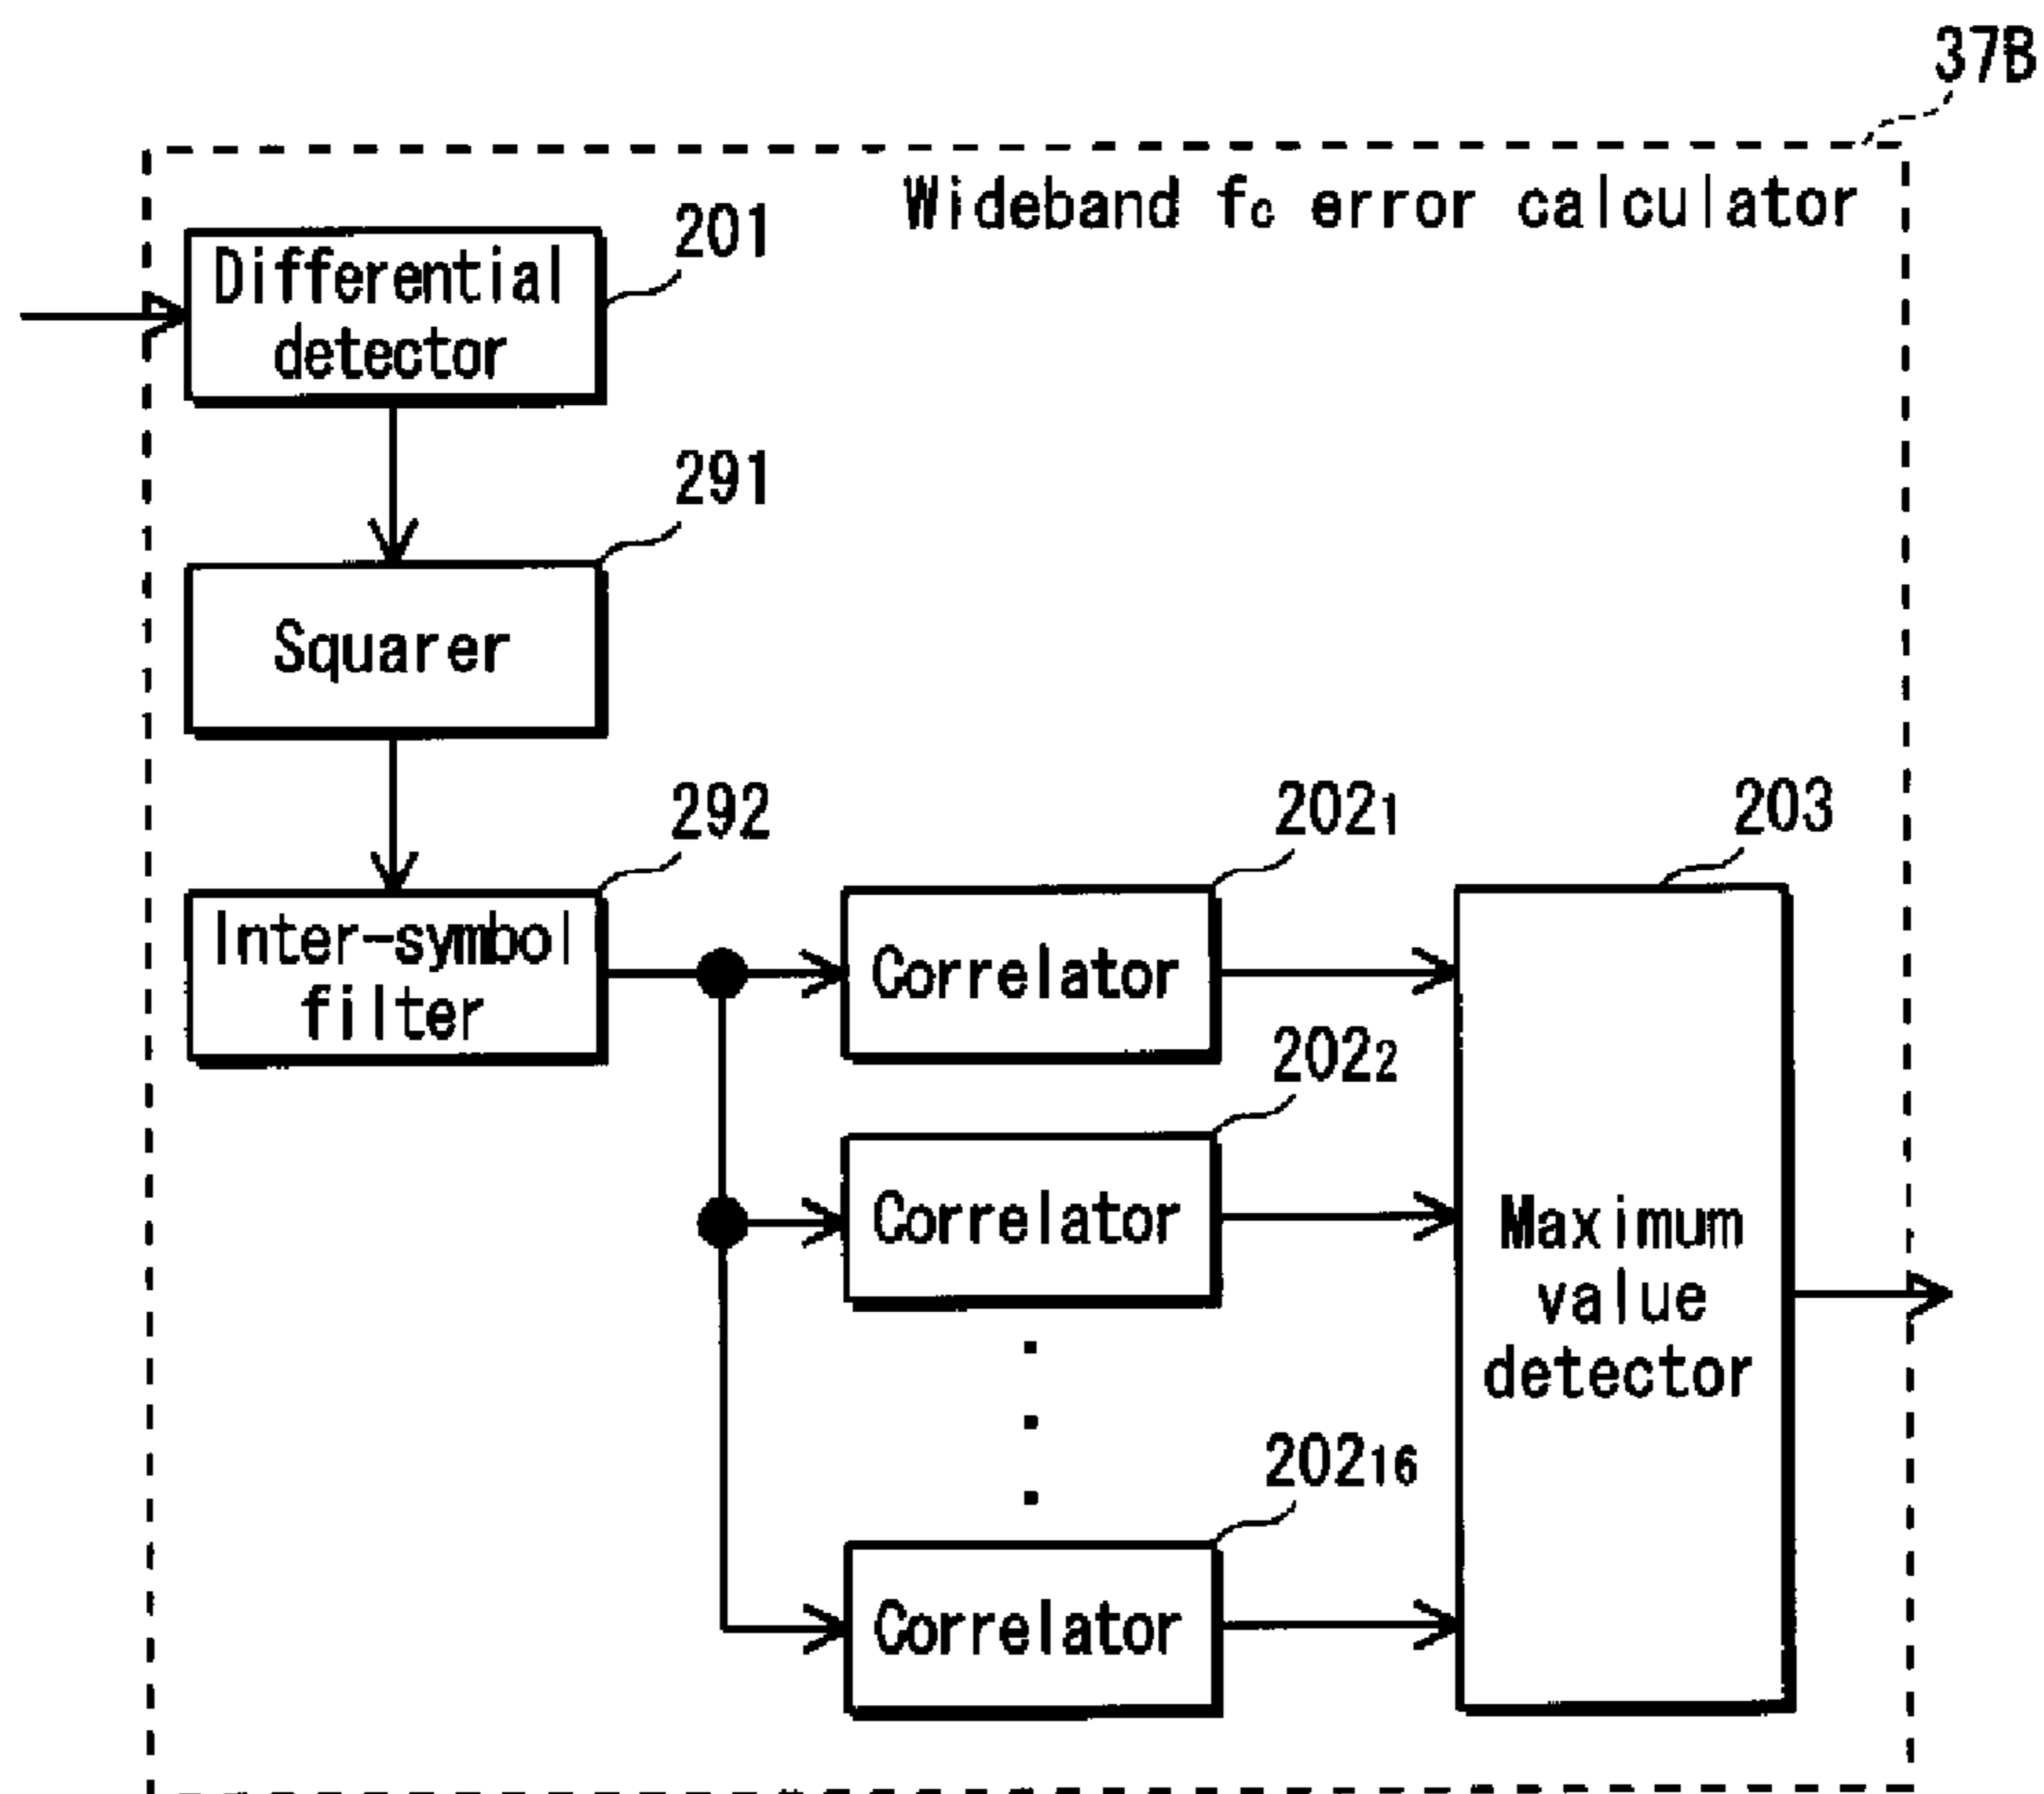 37B
Wideband fc error calculator
201
Differential
detector
291
Squarer
292
Inter-symbol
filter
2021
Correlator
2022
Correlator
20216
Correlator
203
Maximum
value
detector